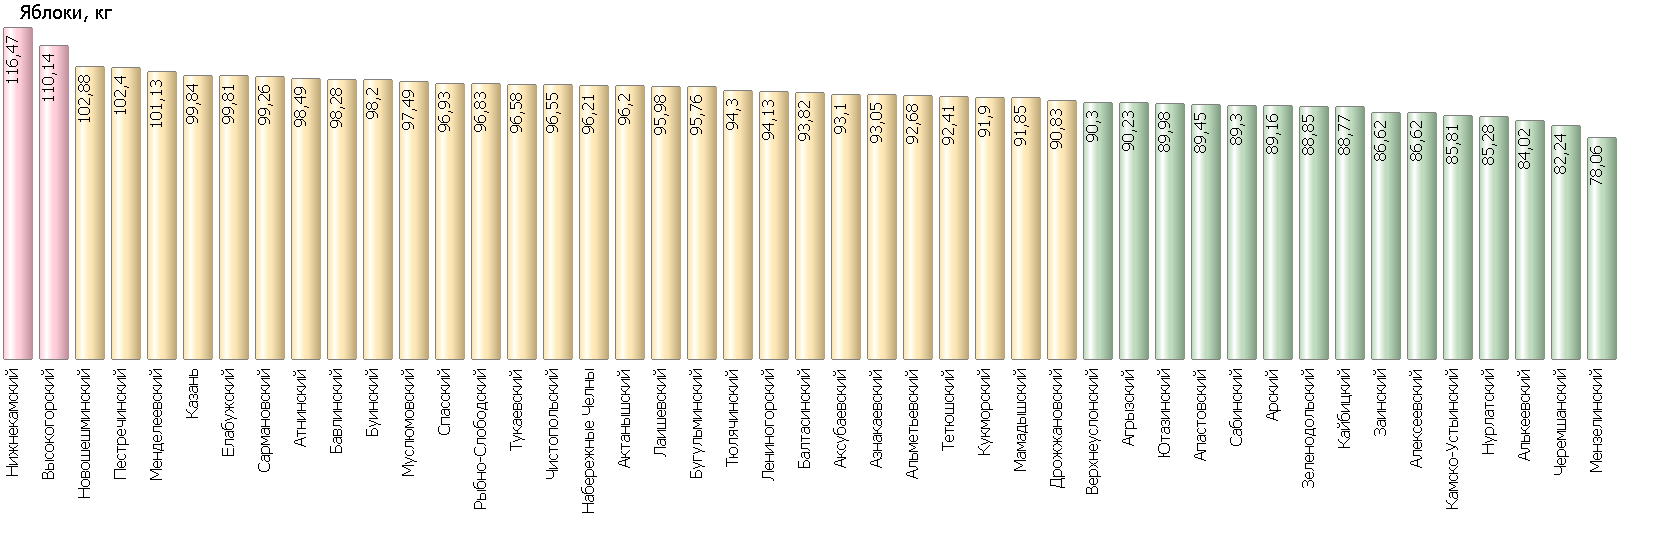 Яблоки, кг
116,47
110,14
102,88
102,4
101,13
99,84
99,81
99,26
98,49
98,28
98,2
97,49
96,93
96,83
96,58
96,55
96,21
96,2
95,98
95,76
94,3
94,13
93,82
93,1
93,05
92,68
92,41
91,9
91,85
90,83
90,3
90,23
89,98
89,45
89,3
89,16
88,85
88,77
86,62
86,62
85,81
85,28
84,02
82,24
78,06
Нижнекамский
Высокогорский
Новошешминский
Пестречинский
Менделеевский
Казань
Елабужский
Сармановский
Атнинский
Бавлинский
Буинский
Муслюмовский
Спасский
Рыбно-Слободский
Тукаевский
Чистопольский
Набережные Челны
Актанышский
Лаишевский
Бугульминский
Тюлячинский
Лениногорский
Балтасинский
Аксубаевский
Азнакаевский
Альметьевский
Тетюшский
Кукморский
Мамадышский
Дрожжановский
Верхнеуслонский
Агрызский
Ютазинский
Апастовский
Сабинский
Арский
Зеленодольский
Кайбицкий
Заинский
Алексеевский
Камско-Устьинский
Нурлатский
Алькеевский
Черемшанский
Мензелинский